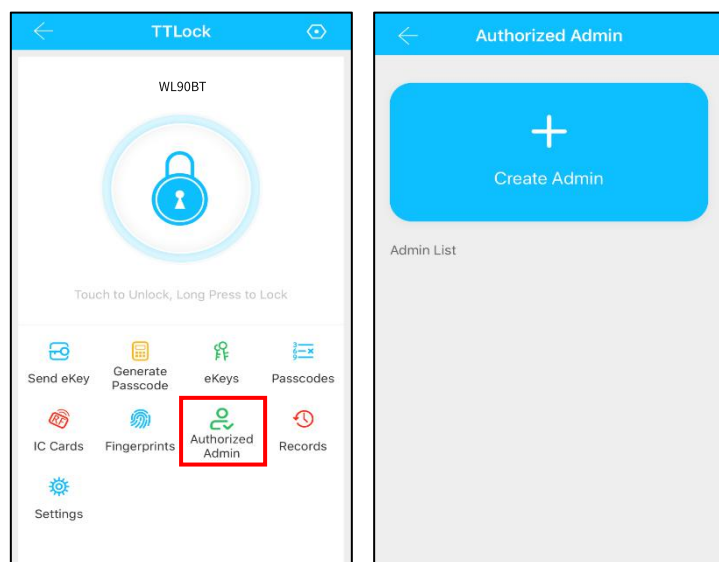 TTLock
WL90BT
Touch to Unlock, Long Press to Lock
Send eKey
Generate
Passcode
eKeys
Passcodes
IC Cards
Fingerprints
Authorized
Admin
Records
Settings
Authorized Admin
Create Admin
Admin List